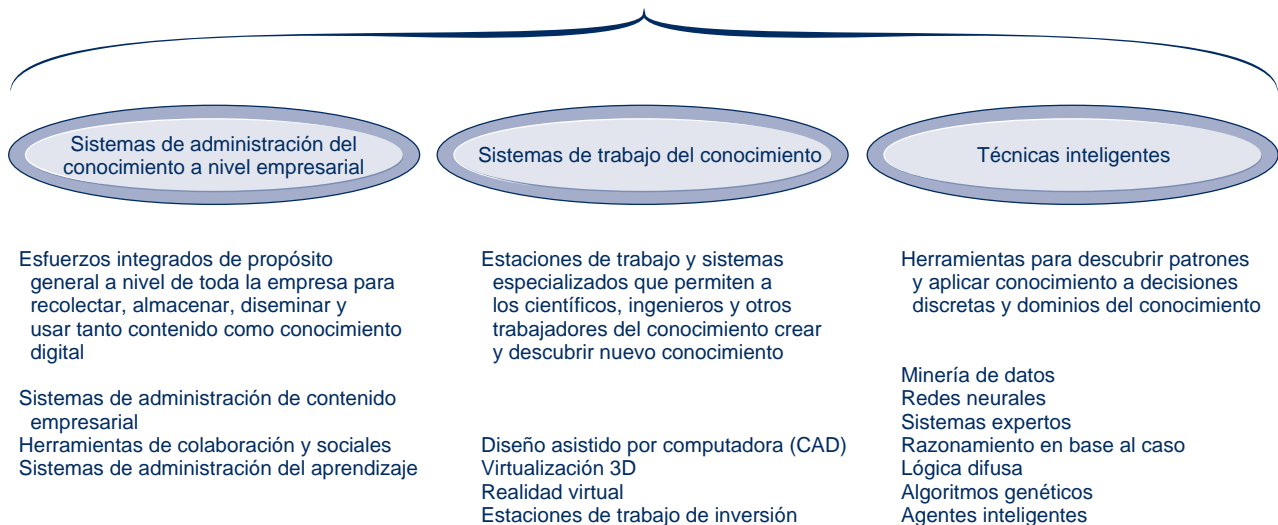 Sistemas de administración del
conocimiento a nivel empresarial
Esfuerzos integrados de propósito
general a nivel de toda la empresa para
recolectar, almacenar, diseminar y
usar tanto contenido como conocimiento
digital
Sistemas de administración de contenido
empresarial
Herramientas de colaboración y sociales
Sistemas de administración del aprendizaje
Sistemas de trabajo del conocimiento
Estaciones de trabajo y sistemas
especializados que permiten a
los científicos, ingenieros y otros
trabajadores del conocimiento crear
y descubrir nuevo conocimiento
Diseño asistido por computadora (CAD)
Virtualización 3D
Realidad virtual
Estaciones de trabajo de inversión
Técnicas inteligentes
Herramientas para descubrir patrones
y aplicar conocimiento a decisiones
discretas y dominios del conocimiento
Minería de datos
Redes neurales
Sistemas expertos
Razonamiento en base al caso
Lógica difusa
Algoritmos genéticos
Agentes inteligentes